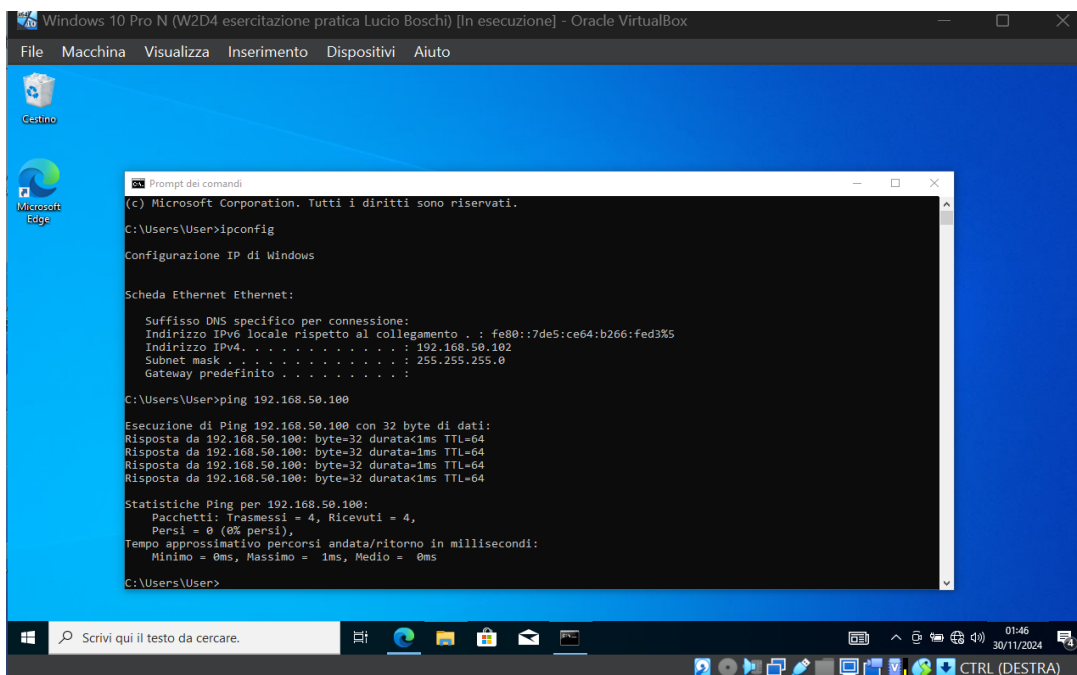 Windows 10 Pro N (W2D4 esercitazione pratica Lucio Boschi) [In esecuzione] - Oracle VirtualBox
File Macchina Visualizza Inserimento Dispositivi Aiuto
Cestino
Microsoft
Edge
Prompt dei comandi
(c) Microsoft Corporation. Tutti i diritti sono riservati.
C:\Users\User>ipconfig
Configurazione IP di Windows
Scheda Ethernet Ethernet:
Suffisso DNS specifico per connessione:
Indirizzo IPv6 locale rispetto al collegamento . : fe80::7de5:ce64:b266:fed3%5
Indirizzo IPv4. . . . . . . . . . . . : 192.168.50.102
Subnet mask . . . . . . . . . . . . . : 255.255.255.0
Gateway predefinito . . . . . . . . . :
C:\Users\User>ping 192.168.50.100
Esecuzione di Ping 192.168.50.100 con 32 byte di dati:
Risposta da 192.168.50.100: byte=32 durata<1ms TTL=64
Risposta da 192.168.50.100: byte=32 durata=1ms TTL=64
Risposta da 192.168.50.100: byte=32 durata=1ms TTL=64
Risposta da 192.168.50.100: byte=32 durata<1ms TTL=64
Statistiche Ping per 192.168.50.100:
Pacchetti: Trasmessi = 4, Ricevuti = 4,
Persi = 0 (0% persi),
Tempo approssimativo percorsi andata/ritorno in millisecondi:
Minimo = 0ms, Massimo = 1ms, Medio = 0ms
C:\Users\User>
Scrivi qui il testo da cercare.
01:46
30/11/2024
4
CTRL (DESTRA)